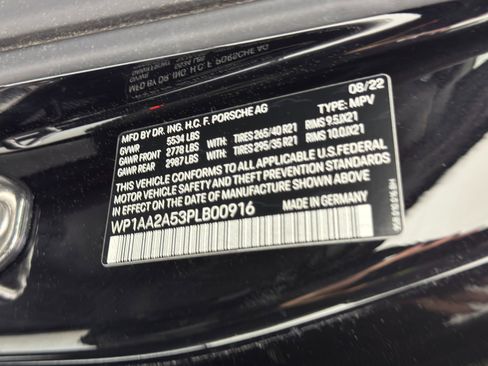 MFD BY DR. ING. H.C. F. PORSCHE AG 08/22
GVWR 5534 LBS TYPE: MPV
GAWR FRONT 2778 LBS WITH: TIRES 265/40 R21 RIMS 9.5JX21
GAWR REAR 2987 LBS WITH: TIRES 295/35 R21 RIMS 10.0JX21
THIS VEHICLE CONFORMS TO ALL APPLICABLE U.S. FEDERAL
MOTOR VEHICLE SAFETY AND THEFT PREVENTION STANDARDS
IN EFFECT ON THE DATE OF MANUFACTURE SHOWN ABOVE.
WP1AA2A53PLB00916 MADE IN GERMANY